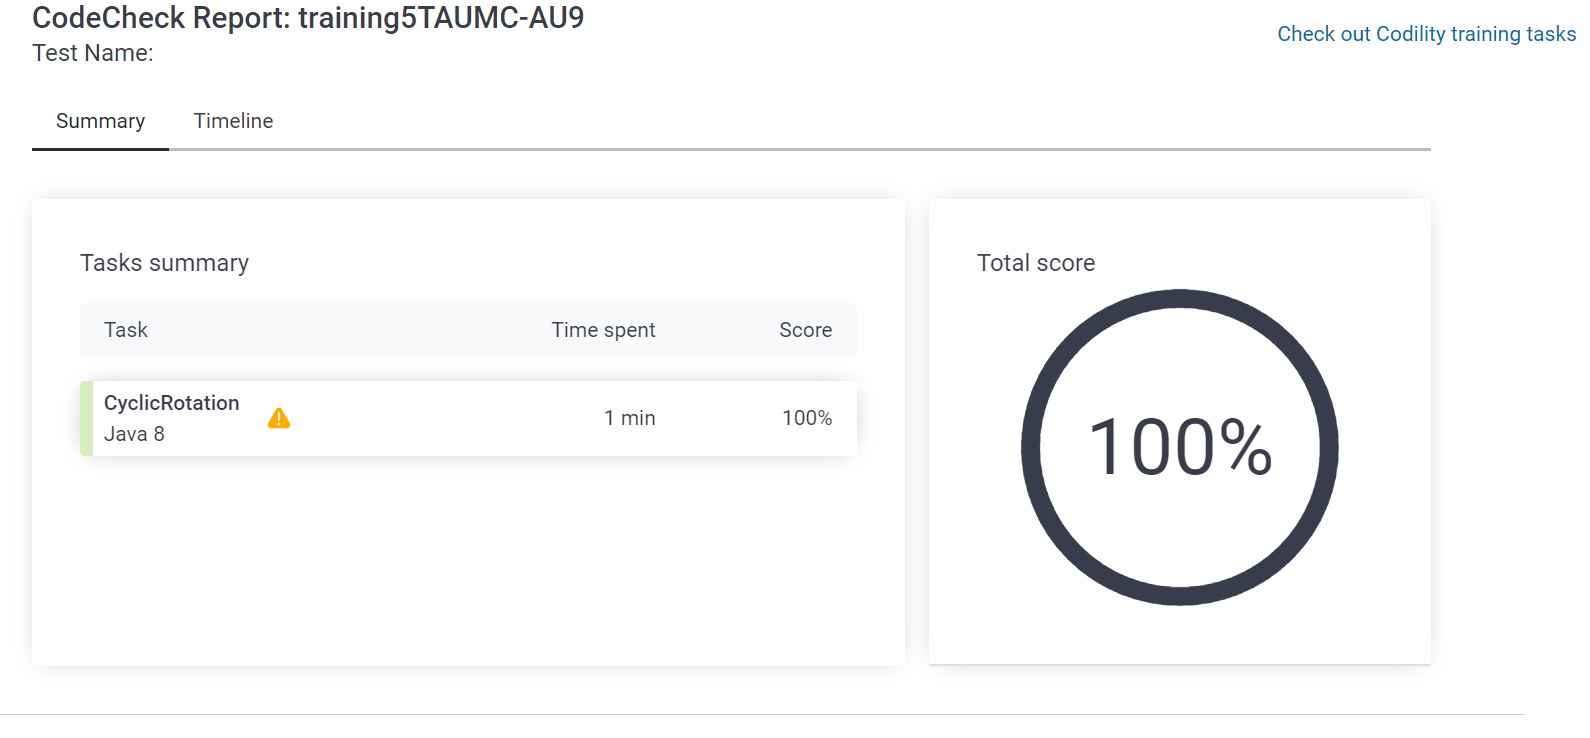 CodeCheck Report: training5TAUMC-AU9
Check out Codility training tasks
Test Name:
Summary Timeline
Tasks summary
Task Time spent Score
CyclicRotation
Java 8
1 min 100%
Total score
100%